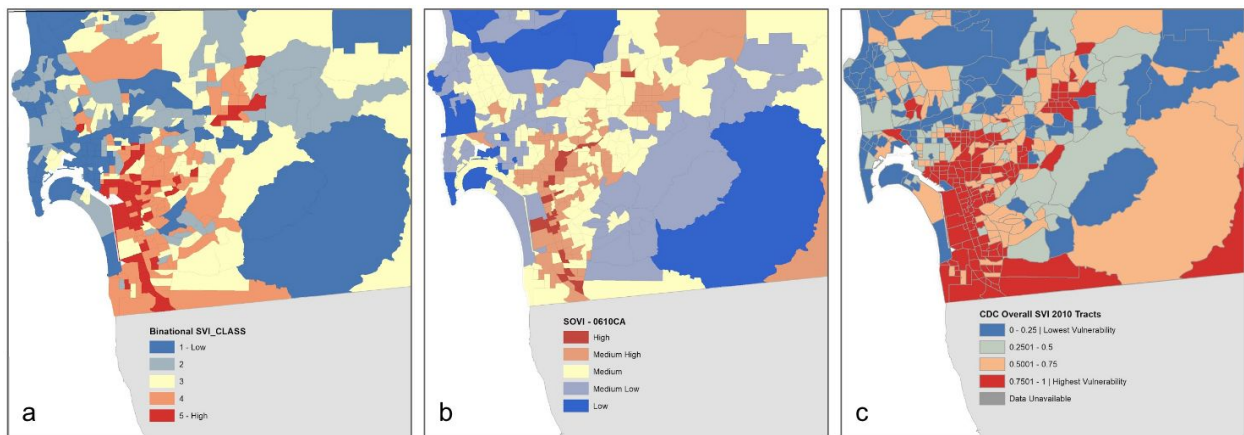 Binational SVI_CLASS
1 - Low
2
3
4
5 - High
a
SOVI - 0610CA
High
Medium High
Medium
Medium Low
Low
b
CDC Overall SVI 2010 Tracts
0 - 0.25 | Lowest Vulnerability
0.2501 - 0.5
0.5001 - 0.75
0.7501 - 1 | Highest Vulnerability
Data Unavailable
c